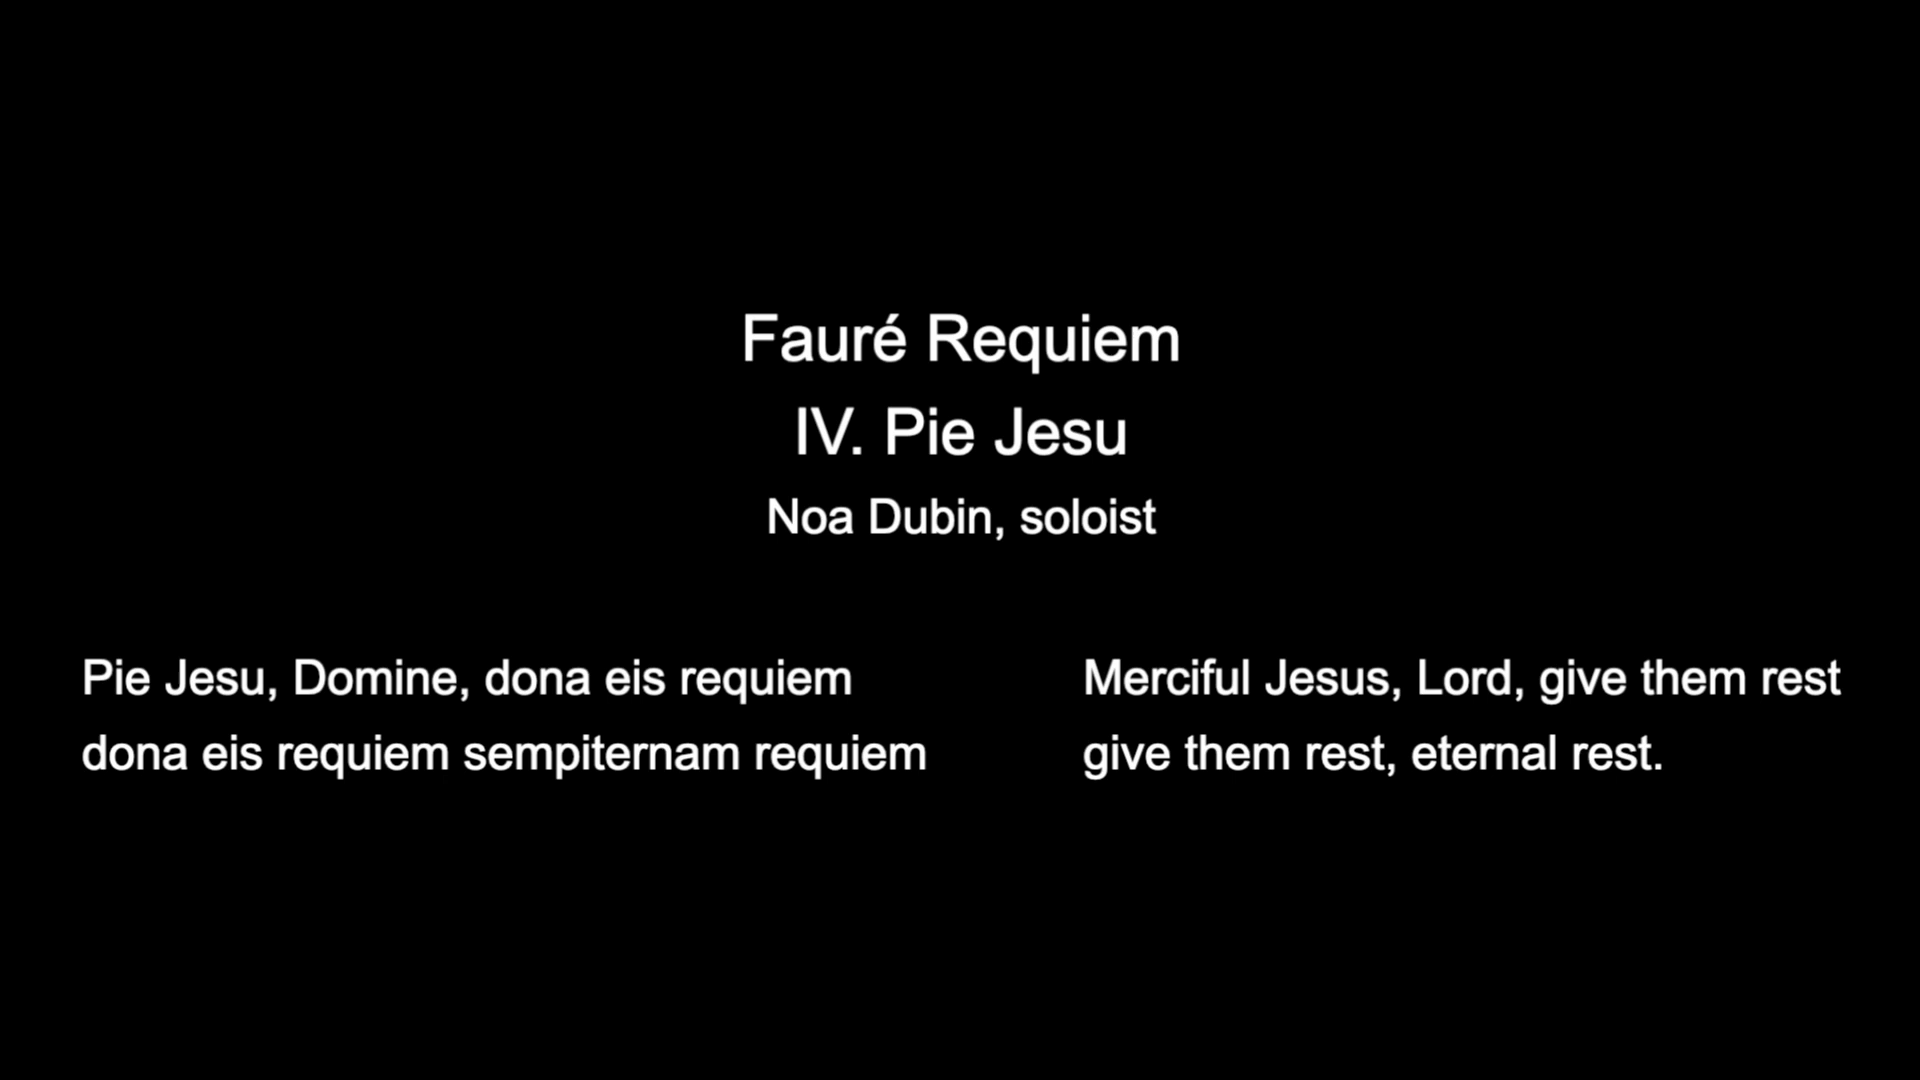 Fauré Requiem
IV. Pie Jesu
Noa Dubin, soloist
Pie Jesu, Domine, dona eis requiem
dona eis requiem sempiternam requiem
Merciful Jesus, Lord, give them rest
give them rest, eternal rest.